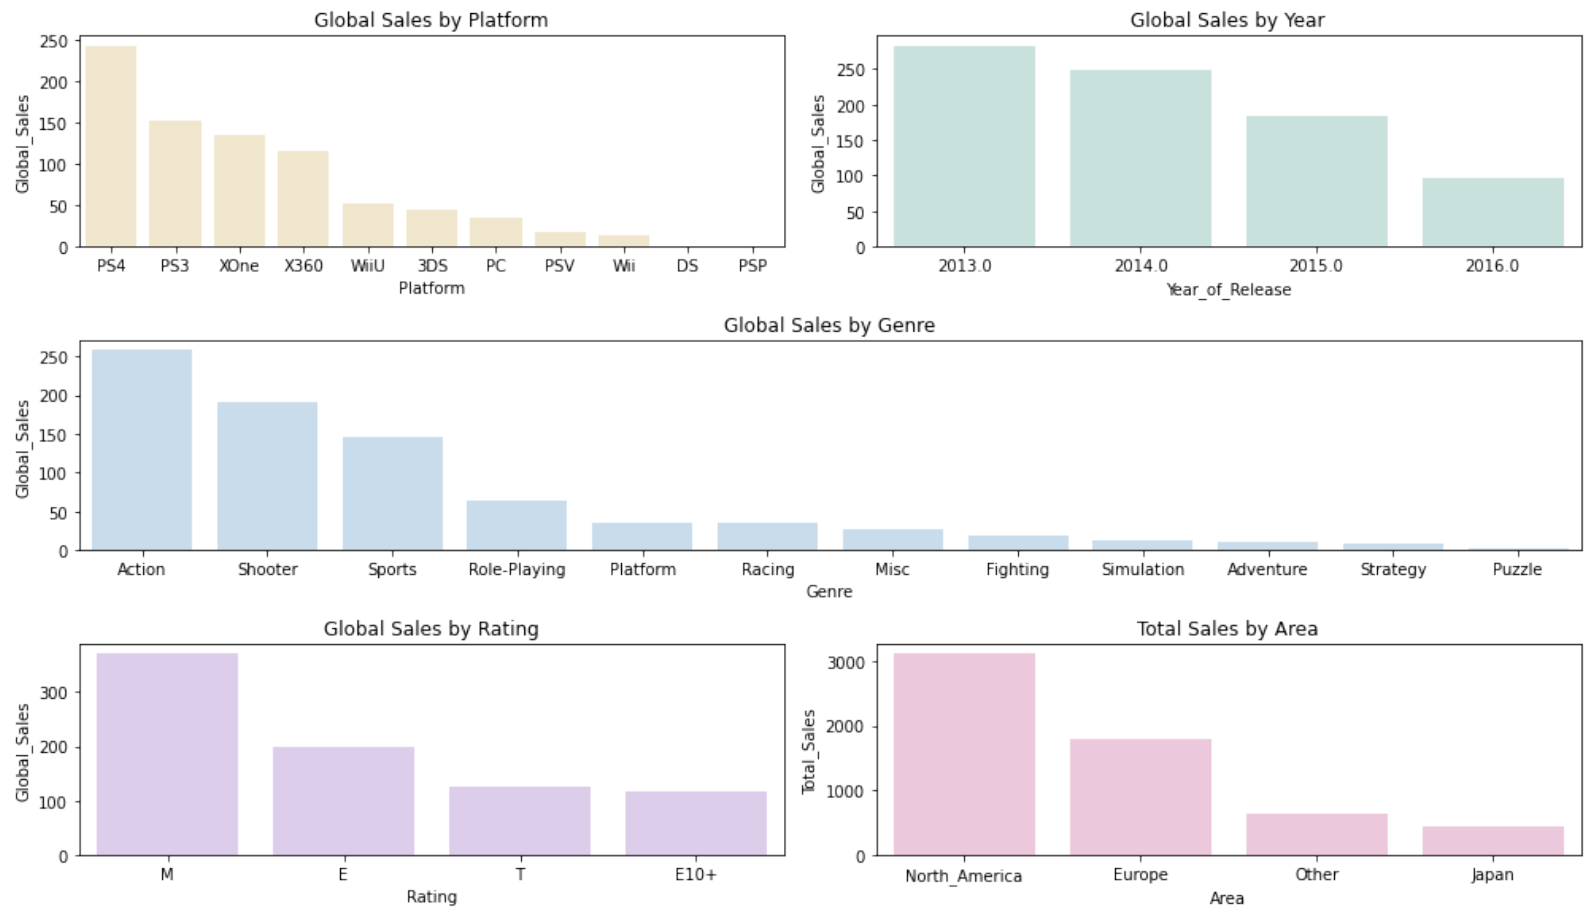 Global Sales by Platform
Global_Sales
250
200
150
100
50
0
PS4 PS3 XOne X360 WiiU 3DS PC PSV Wii DS PSP
Platform
Global Sales by Year
Global_Sales
250
200
150
100
50
0
2013.0 2014.0 2015.0 2016.0
Year_of_Release
Global Sales by Genre
Global_Sales
250
200
150
100
50
0
Action Shooter Sports Role-Playing Platform Racing Misc Fighting Simulation Adventure Strategy Puzzle
Genre
Global Sales by Rating
Global_Sales
300
200
100
0
M E T E10+
Rating
Total Sales by Area
Total_Sales
3000
2000
1000
0
North_America Europe Other Japan
Area